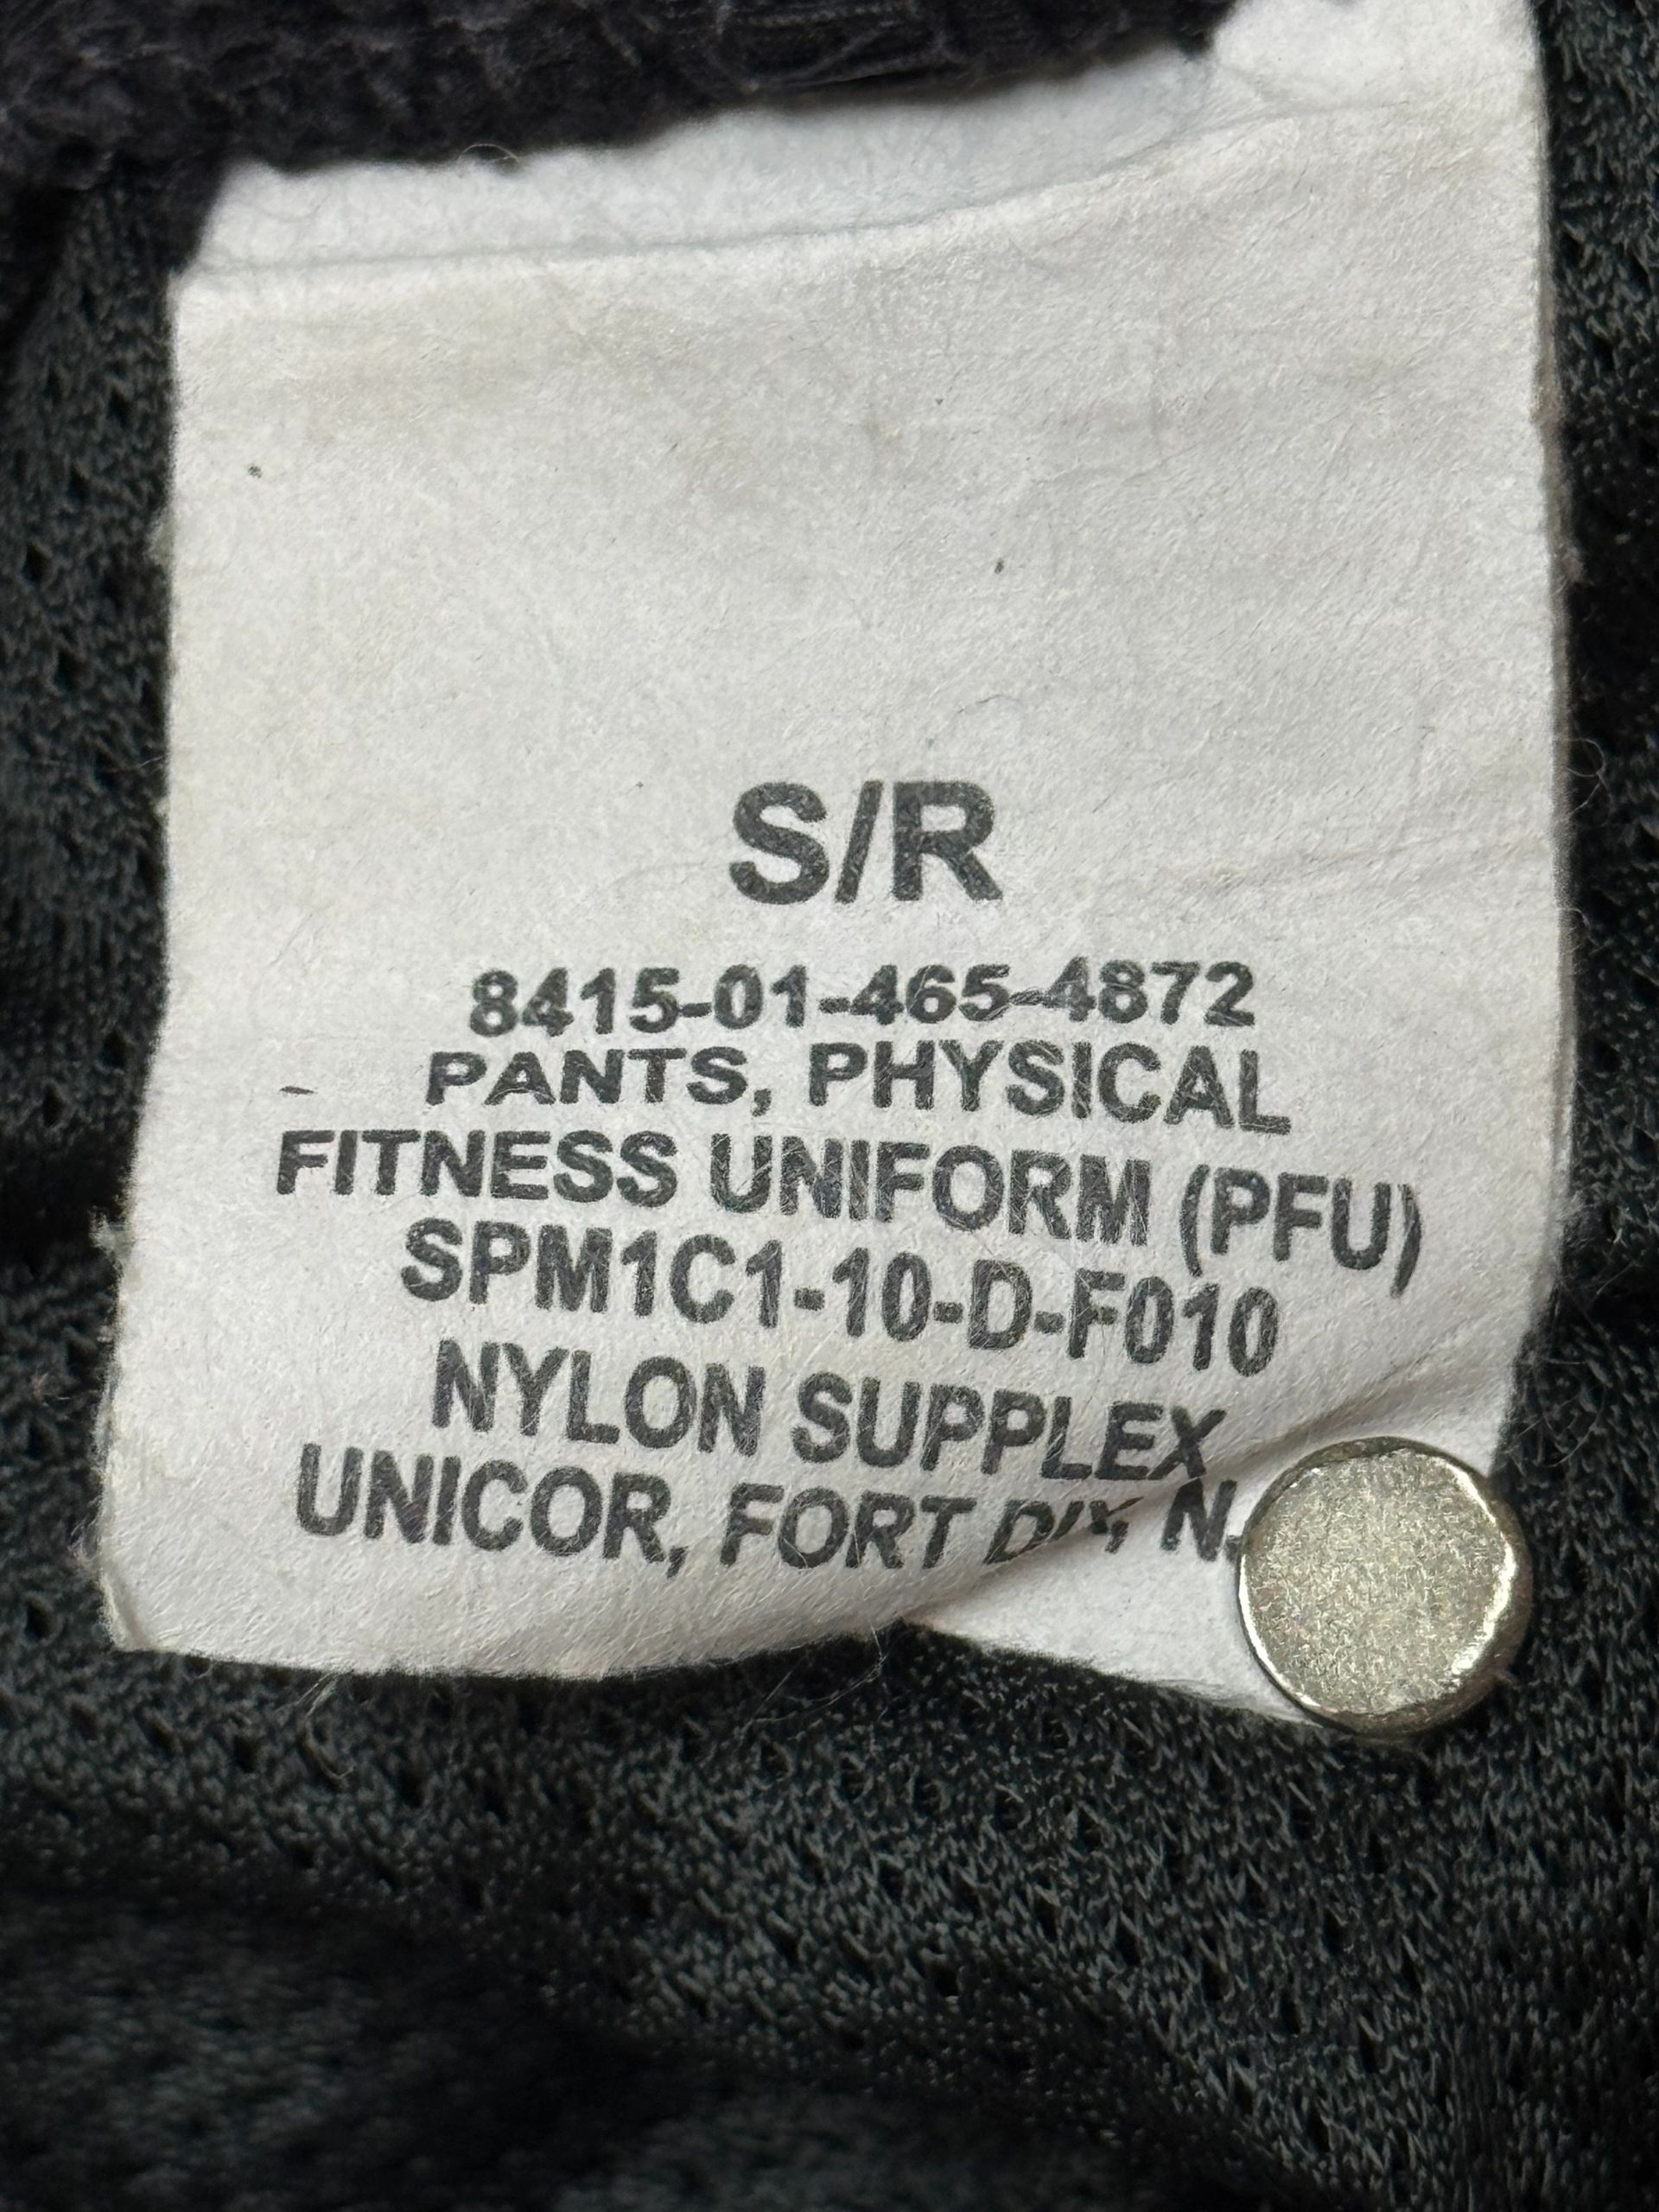 S/R
8415-01-465-4872
PANTS, PHYSICAL
FITNESS UNIFORM (PFU)
SPM1C1-10-D-F010
NYLON SUPPLEX
UNICOR, FORT DIX, N.